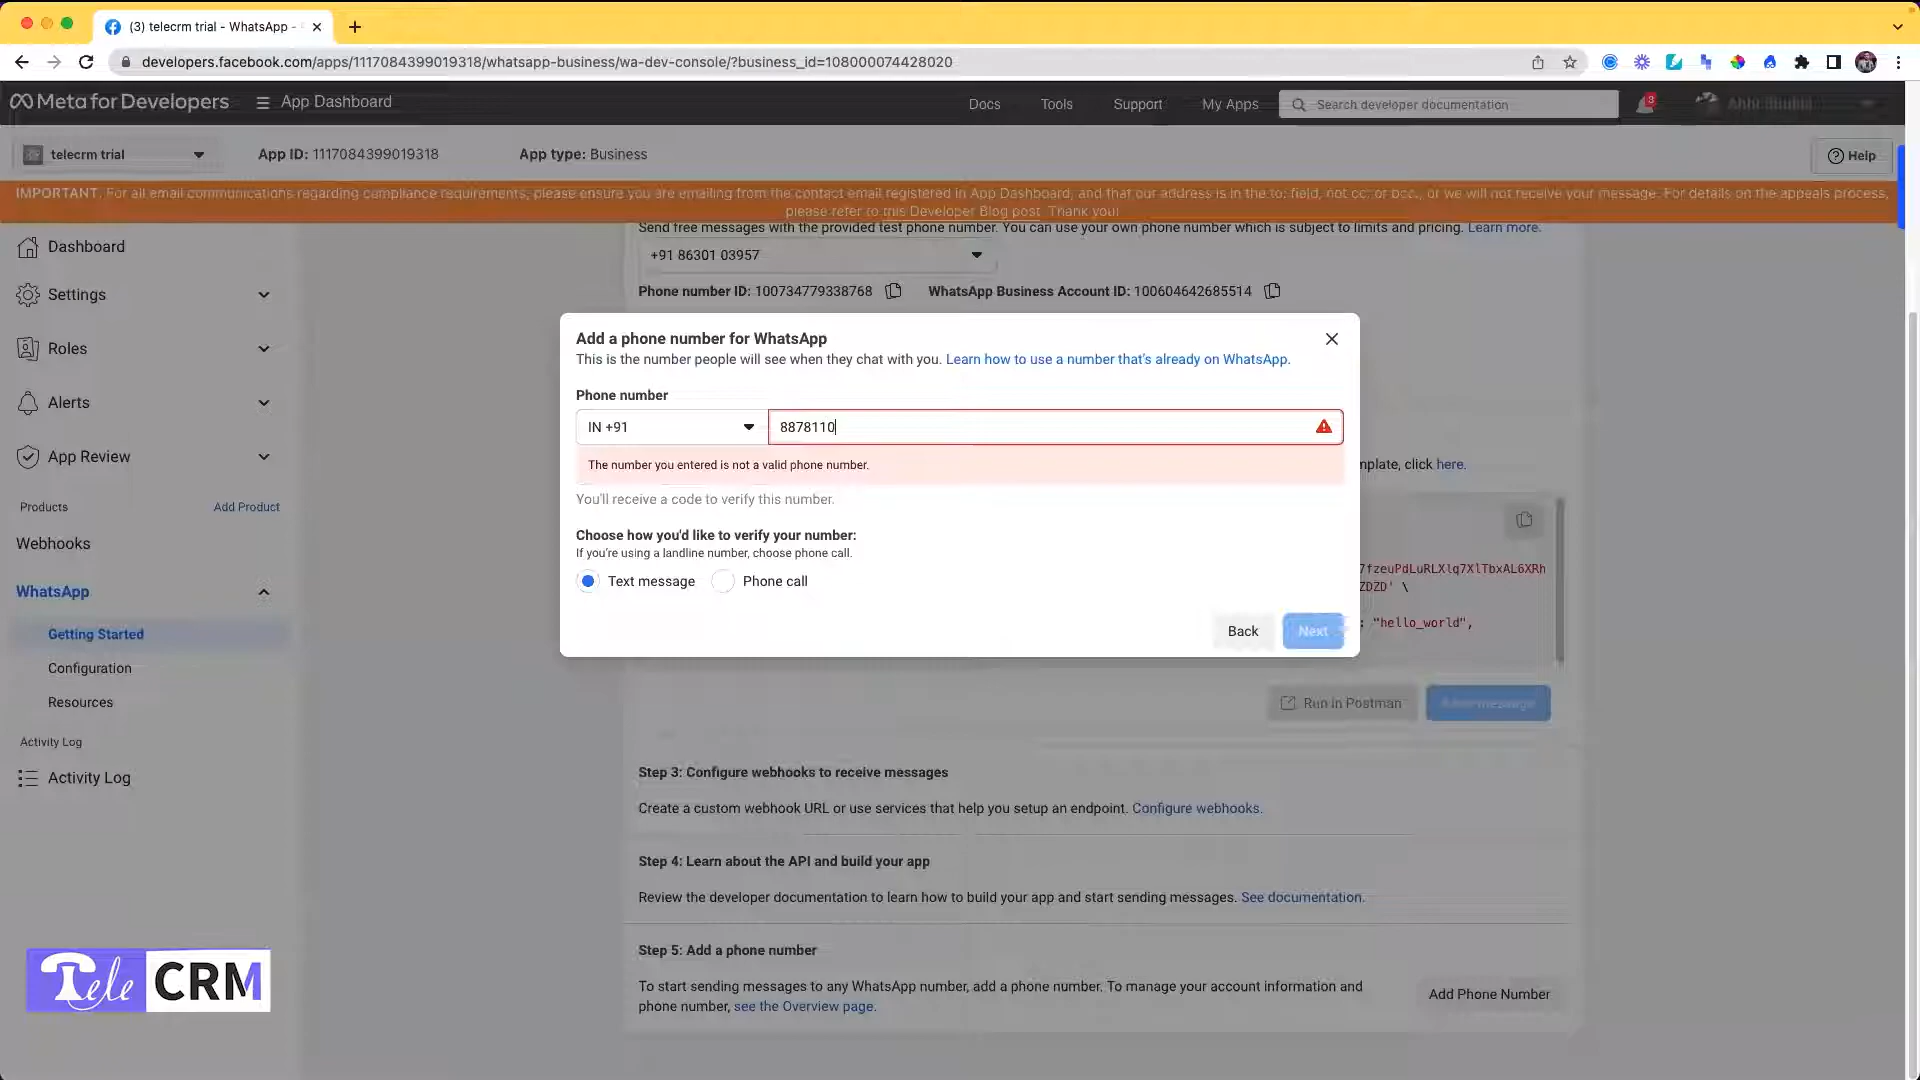 (3) telecrm trial - WhatsApp -
developers.facebook.com/apps/1117084399019318/whatsapp-business/wa-dev-console/?business_id=108000074428020
Meta for Developers
App Dashboard
Docs
Tools
Support
My Apps
Search developer documentation
3
telecrm trial
App ID: 1117084399019318
App type: Business
Help
IMPORTANT. For all email communications regarding compliance requirements, please ensure you are emailing from the contact email registered in App Dashboard, and that our address is in the to: field, not cc: or bcc:, or we will not receive your message. For details on the appeals process,
please refer to this Developer Blog post. Thank you!
Dashboard
Settings
Roles
Alerts
App Review
Products
Add Product
Webhooks
WhatsApp
Getting Started
Configuration
Resources
Activity Log
Activity Log
Tele CRM
Send free messages with the provided test phone number. You can use your own phone number which is subject to limits and pricing. Learn more.
+91 86301 03957
Phone number ID: 100734779338768
WhatsApp Business Account ID: 100604642685514
Add a phone number for WhatsApp
This is the number people will see when they chat with you. Learn how to use a number that's already on WhatsApp.
Phone number
IN +91
8878110
The number you entered is not a valid phone number.
You'll receive a code to verify this number.
Choose how you'd like to verify your number:
If you're using a landline number, choose phone call.
Text message
Phone call
Back
Next
mplate, click here.
7fzeuPdLuRLXlq7XlTbxAL6XRh
ZDZD' \
: "hello_world",
Run in Postman
Step 3: Configure webhooks to receive messages
Create a custom webhook URL or use services that help you setup an endpoint. Configure webhooks.
Step 4: Learn about the API and build your app
Review the developer documentation to learn how to build your app and start sending messages. See documentation.
Step 5: Add a phone number
To start sending messages to any WhatsApp number, add a phone number. To manage your account information and
phone number, see the Overview page.
Add Phone Number